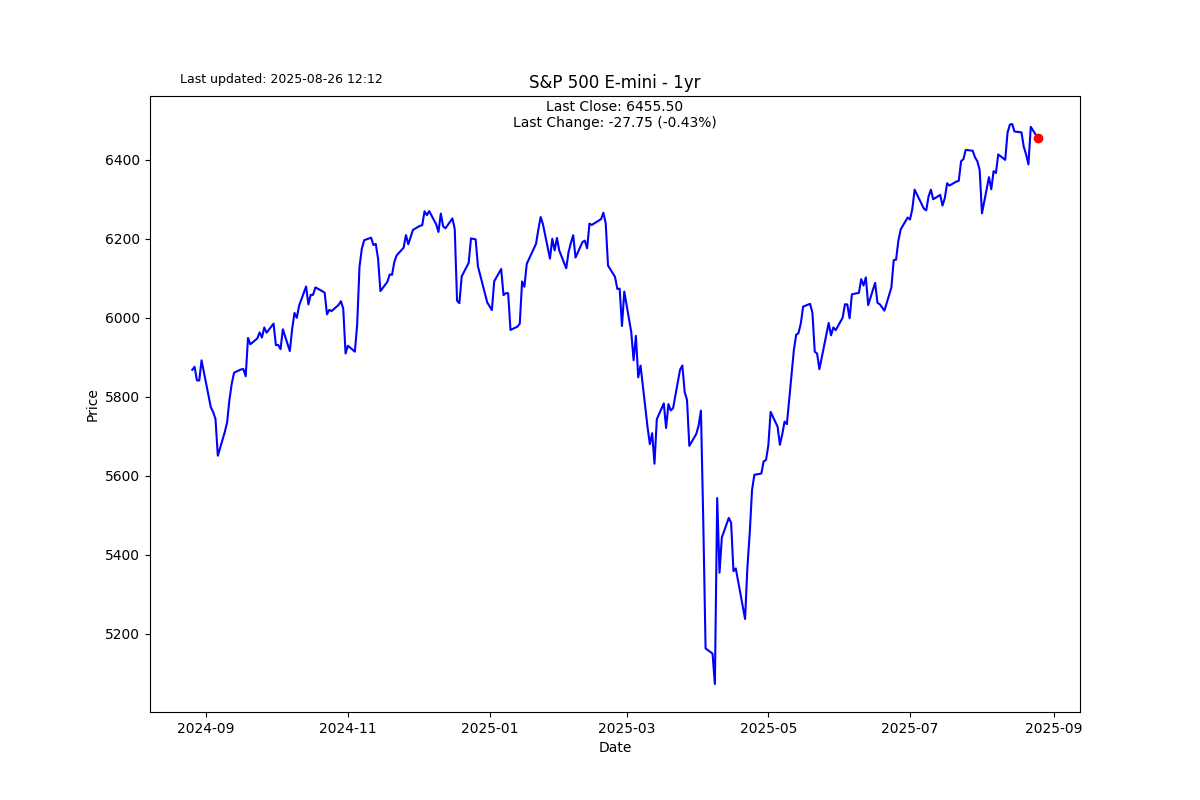 Last updated: 2025-08-26 12:12
S&P 500 E-mini - 1yr
Last Close: 6455.50
Last Change: -27.75 (-0.43%)
6400
6200
6000
5800
5600
5400
5200
Price
2024-09 2024-11 2025-01 2025-03 2025-05 2025-07 2025-09
Date